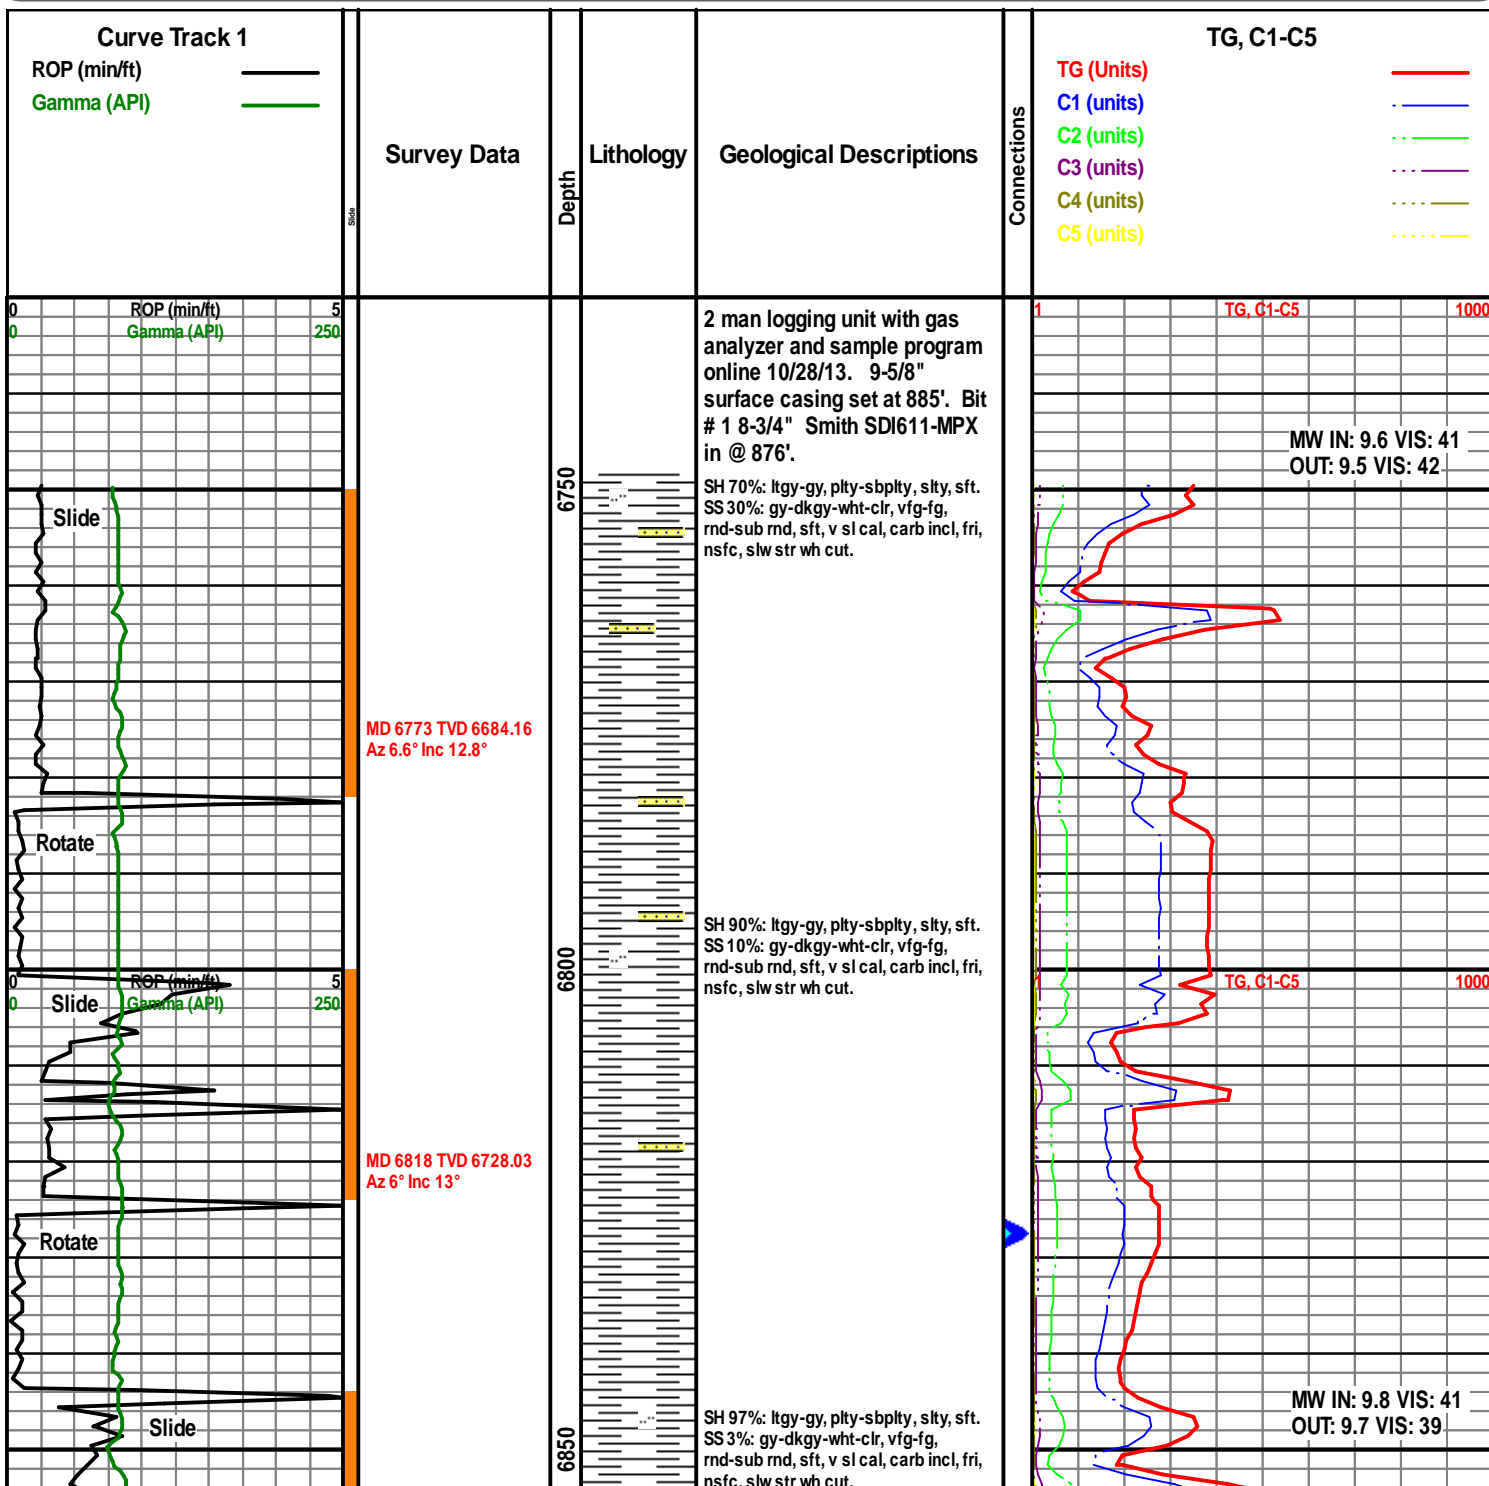 Curve Track 1
ROP (min/ft)
Gamma (API)
Slide
Survey Data
Depth
Lithology
Geological Descriptions
Connections
TG, C1-C5
TG (Units)
C1 (units)
C2 (units)
C3 (units)
C4 (units)
C5 (units)
0 ROP (min/ft) 5
0 Gamma (API) 250
1 TG, C1-C5 1000
2 man logging unit with gas
analyzer and sample program
online 10/28/13. 9-5/8"
surface casing set at 885'. Bit
# 1 8-3/4" Smith SDI611-MPX
in @ 876'.
MW IN: 9.6 VIS: 41
OUT: 9.5 VIS: 42
6750
SH 70%: ltgy-gy, plty-sbplty, slty, sft.
SS 30%: gy-dkgy-wht-clr, vfg-fg,
rnd-sub rnd, sft, v sl cal, carb incl, fri,
nsfc, slw str wh cut.
Slide
MD 6773 TVD 6684.16
Az 6.6° Inc 12.8°
Rotate
6800
SH 90%: ltgy-gy, plty-sbplty, slty, sft.
SS 10%: gy-dkgy-wht-clr, vfg-fg,
rnd-sub rnd, sft, v sl cal, carb incl, fri,
nsfc, slw str wh cut.
0 ROP (min/ft) 5
0 Gamma (API) 250
1 TG, C1-C5 1000
Slide
MD 6818 TVD 6728.03
Az 6° Inc 13°
Rotate
MW IN: 9.8 VIS: 41
OUT: 9.7 VIS: 39
Slide
6850
SH 97%: ltgy-gy, plty-sbplty, slty, sft.
SS 3%: gy-dkgy-wht-clr, vfg-fg,
rnd-sub rnd, sft, v sl cal, carb incl, fri,
nsfc, slw str wh cut.